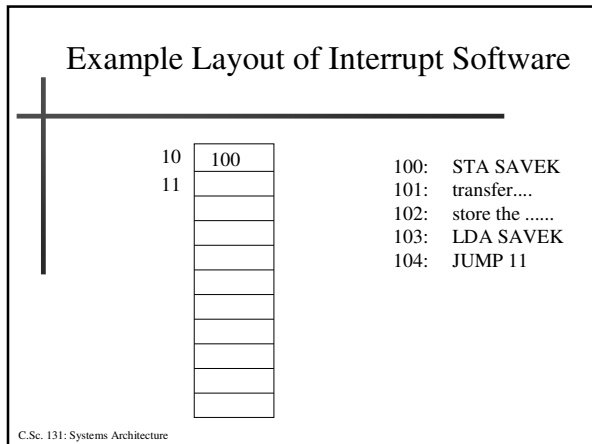 Example Layout of Interrupt Software
10 100
11
100: STA SAVEK
101: transfer....
102: store the ......
103: LDA SAVEK
104: JUMP 11
C.Sc. 131: Systems Architecture